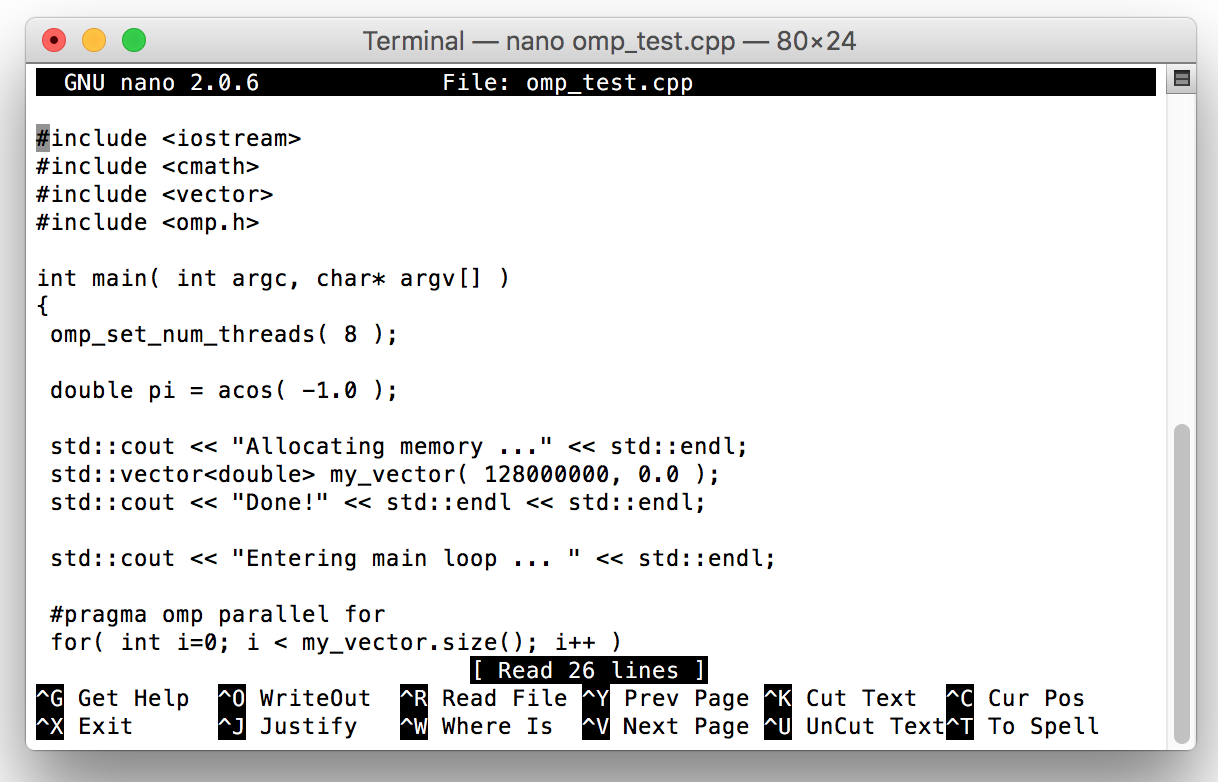 Terminal — nano omp_test.cpp — 80×24
GNU nano 2.0.6 File: omp_test.cpp
#include <iostream>
#include <cmath>
#include <vector>
#include <omp.h>
int main( int argc, char* argv[] )
{
 omp_set_num_threads( 8 );
 double pi = acos( -1.0 );
 std::cout << "Allocating memory ..." << std::endl;
 std::vector<double> my_vector( 128000000, 0.0 );
 std::cout << "Done!" << std::endl << std::endl;
 std::cout << "Entering main loop ... " << std::endl;
 #pragma omp parallel for
 for( int i=0; i < my_vector.size(); i++ )
[ Read 26 lines ]
^G Get Help ^O WriteOut ^R Read File ^Y Prev Page ^K Cut Text ^C Cur Pos
^X Exit ^J Justify ^W Where Is ^V Next Page ^U UnCut Text ^T To Spell